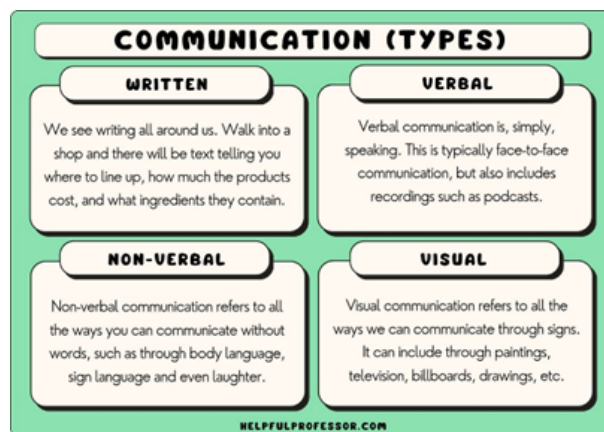 COMMUNICATION (TYPES)
WRITTEN
We see writing all around us. Walk into a
shop and there will be text telling you
where to line up, how much the products
cost, and what ingredients they contain.
VERBAL
Verbal communication is, simply,
speaking. This is typically face-to-face
communication, but also includes
recordings such as podcasts.
NON-VERBAL
Non-verbal communication refers to all
the ways you can communicate without
words, such as through body language,
sign language and even laughter.
VISUAL
Visual communication refers to all the
ways we can communicate through signs.
It can include through paintings,
television, billboards, drawings, etc.
HELPFULPROFESSOR.COM